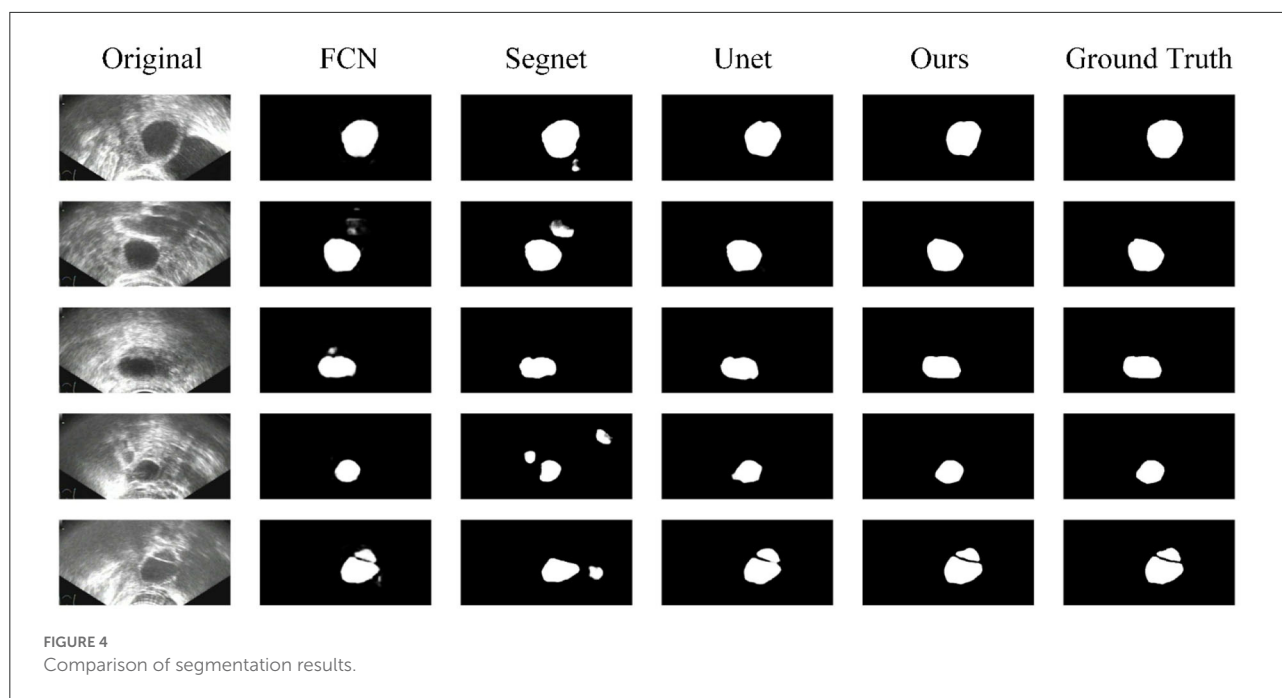 Original FCN Segnet Unet Ours Ground Truth
FIGURE 4
Comparison of segmentation results.